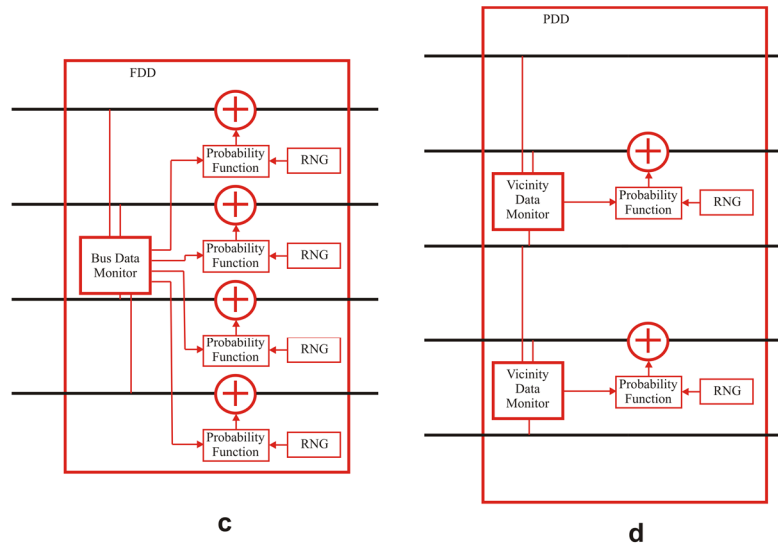 FDD
Probability
Function
RNG
Bus Data
Monitor
Probability
Function
RNG
Probability
Function
RNG
Probability
Function
RNG
c
PDD
Vicinity
Data
Monitor
Probability
Function
RNG
Vicinity
Data
Monitor
Probability
Function
RNG
d